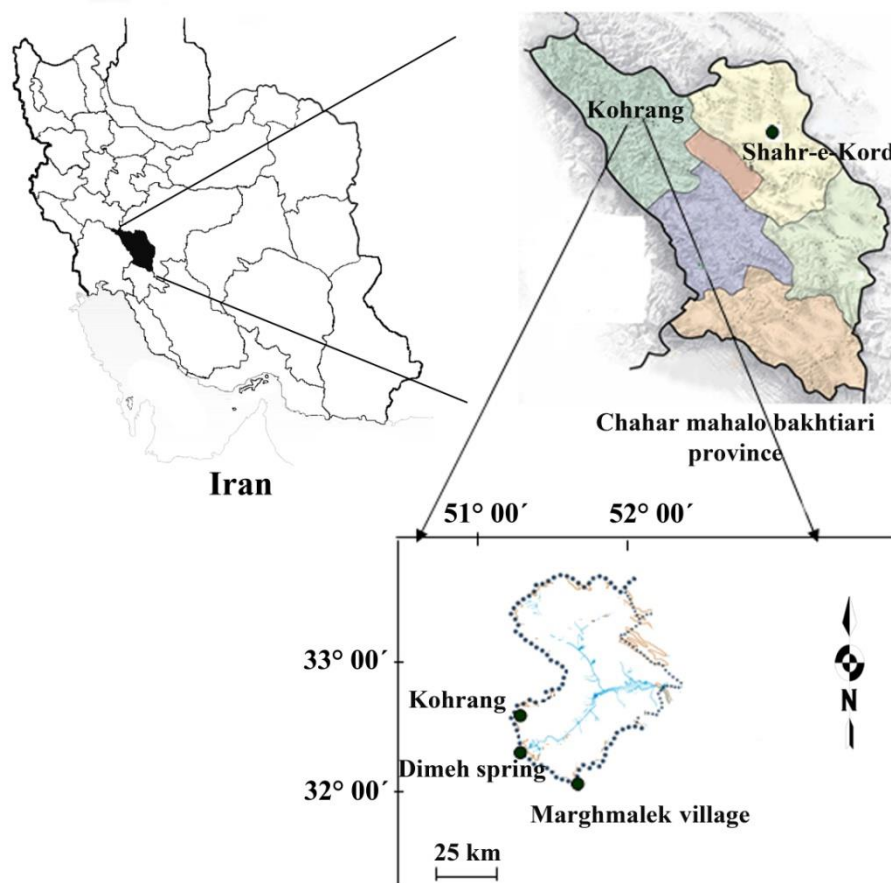 Kohrang
Shahr-e-Kord
Chahar mahalo bakhtiari
province
Iran
51° 00´
52° 00´
33° 00´
Kohrang
Dimeh spring
32° 00´
Marghmalek village
25 km
N